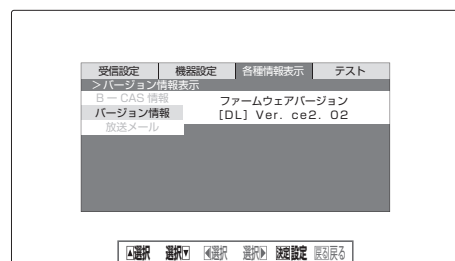 受信設定 機器設定 各種情報表示 テスト
＞バージョン情報表示
B － CAS 情報
ファームウェアバージョン
バージョン情報
[DL] Ver. ce2. 02
放送メール
▲選択 選択▼ ◀選択 選択▶ 決定設定 戻る戻る